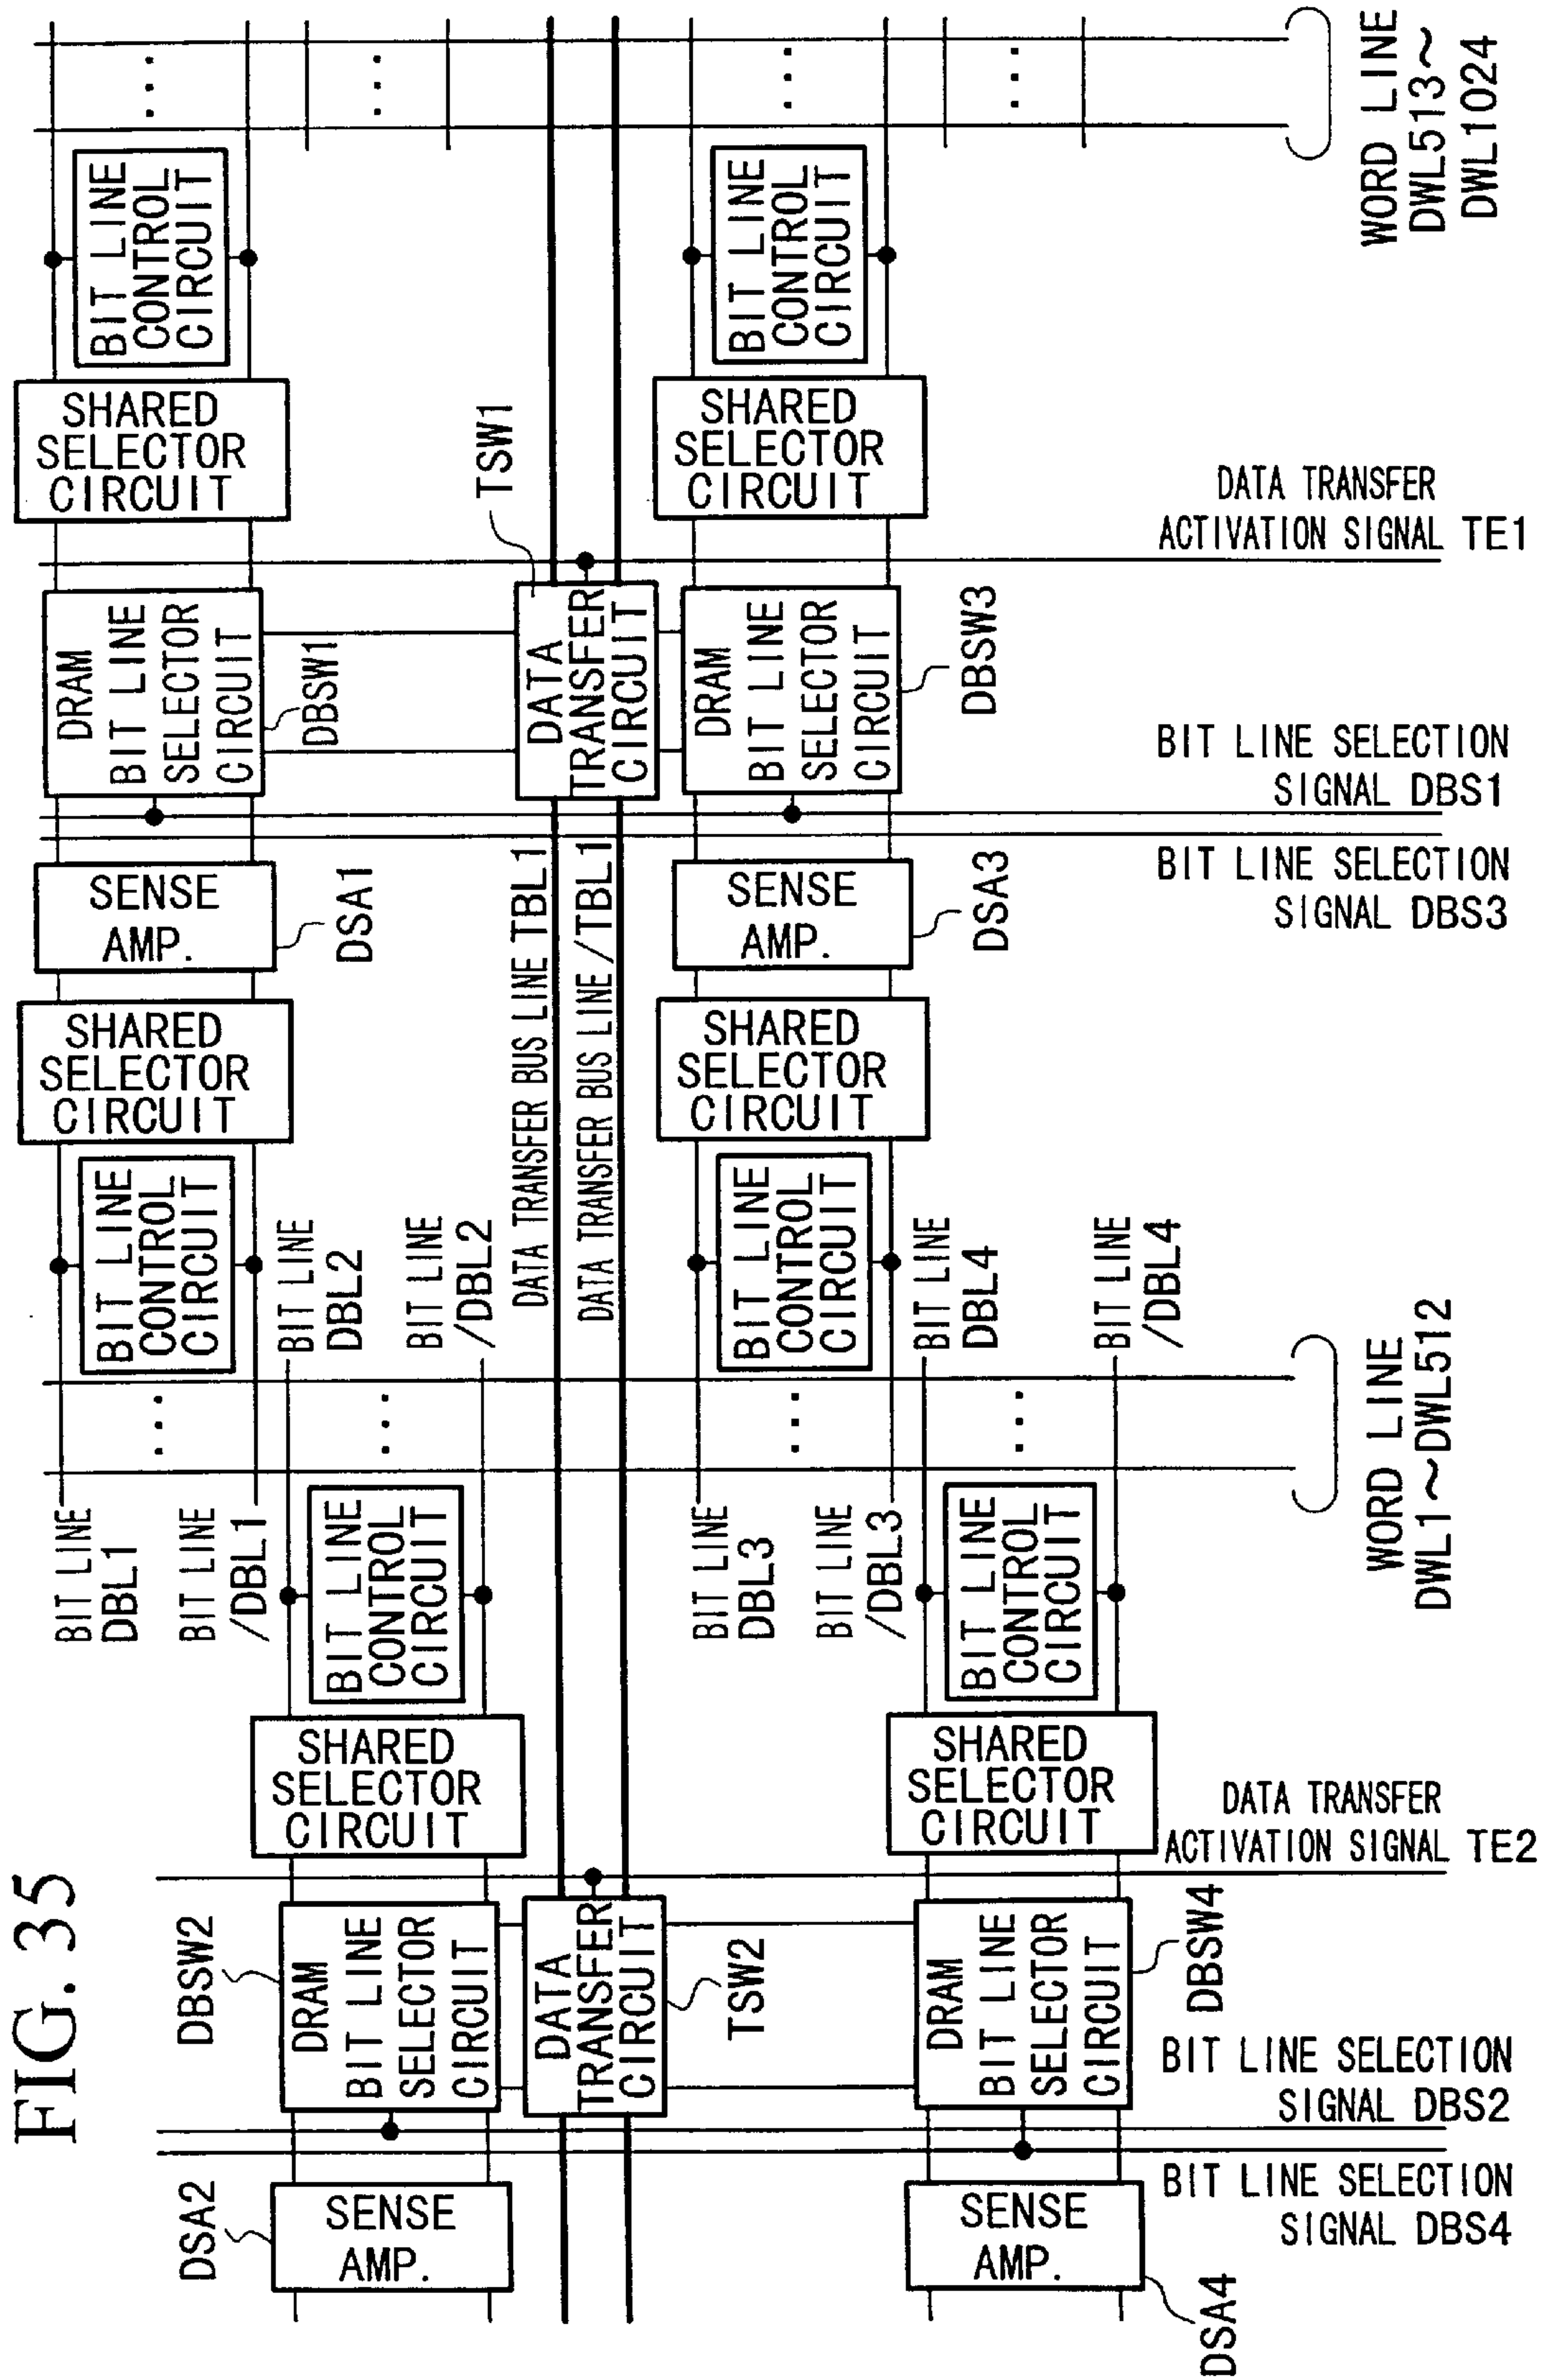 FIG. 35
BIT LINE
CONTROL
CIRCUIT
SHARED
SELECTOR
CIRCUIT
DRAM
BIT LINE
SELECTOR
CIRCUIT
DBSW1
SENSE
AMP.
DSA1
SHARED
SELECTOR
CIRCUIT
BIT LINE
CONTROL
CIRCUIT
BIT LINE
DBL1
BIT LINE
/DBL1
BIT LINE
DBL2
BIT LINE
/DBL2
BIT LINE
CONTROL
CIRCUIT
SHARED
SELECTOR
CIRCUIT
DBSW2
DRAM
BIT LINE
SELECTOR
CIRCUIT
DSA2
SENSE
AMP.
TSW1
DATA
TRANSFER
CIRCUIT
DATA TRANSFER BUS LINE TBL1
DATA TRANSFER BUS LINE /TBL1
DATA
TRANSFER
CIRCUIT
TSW2
BIT LINE
CONTROL
CIRCUIT
SHARED
SELECTOR
CIRCUIT
DRAM
BIT LINE
SELECTOR
CIRCUIT
DBSW3
SENSE
AMP.
DSA3
SHARED
SELECTOR
CIRCUIT
BIT LINE
CONTROL
CIRCUIT
BIT LINE
DBL3
BIT LINE
/DBL3
BIT LINE
DBL4
BIT LINE
/DBL4
BIT LINE
CONTROL
CIRCUIT
SHARED
SELECTOR
CIRCUIT
DRAM
BIT LINE
SELECTOR
CIRCUIT
DBSW4
SENSE
AMP.
DSA4
WORD LINE
DWL513~
DWL1024
DATA TRANSFER
ACTIVATION SIGNAL TE1
BIT LINE SELECTION
SIGNAL DBS1
BIT LINE SELECTION
SIGNAL DBS3
WORD LINE
DWL1~DWL512
DATA TRANSFER
ACTIVATION SIGNAL TE2
BIT LINE SELECTION
SIGNAL DBS2
BIT LINE SELECTION
SIGNAL DBS4